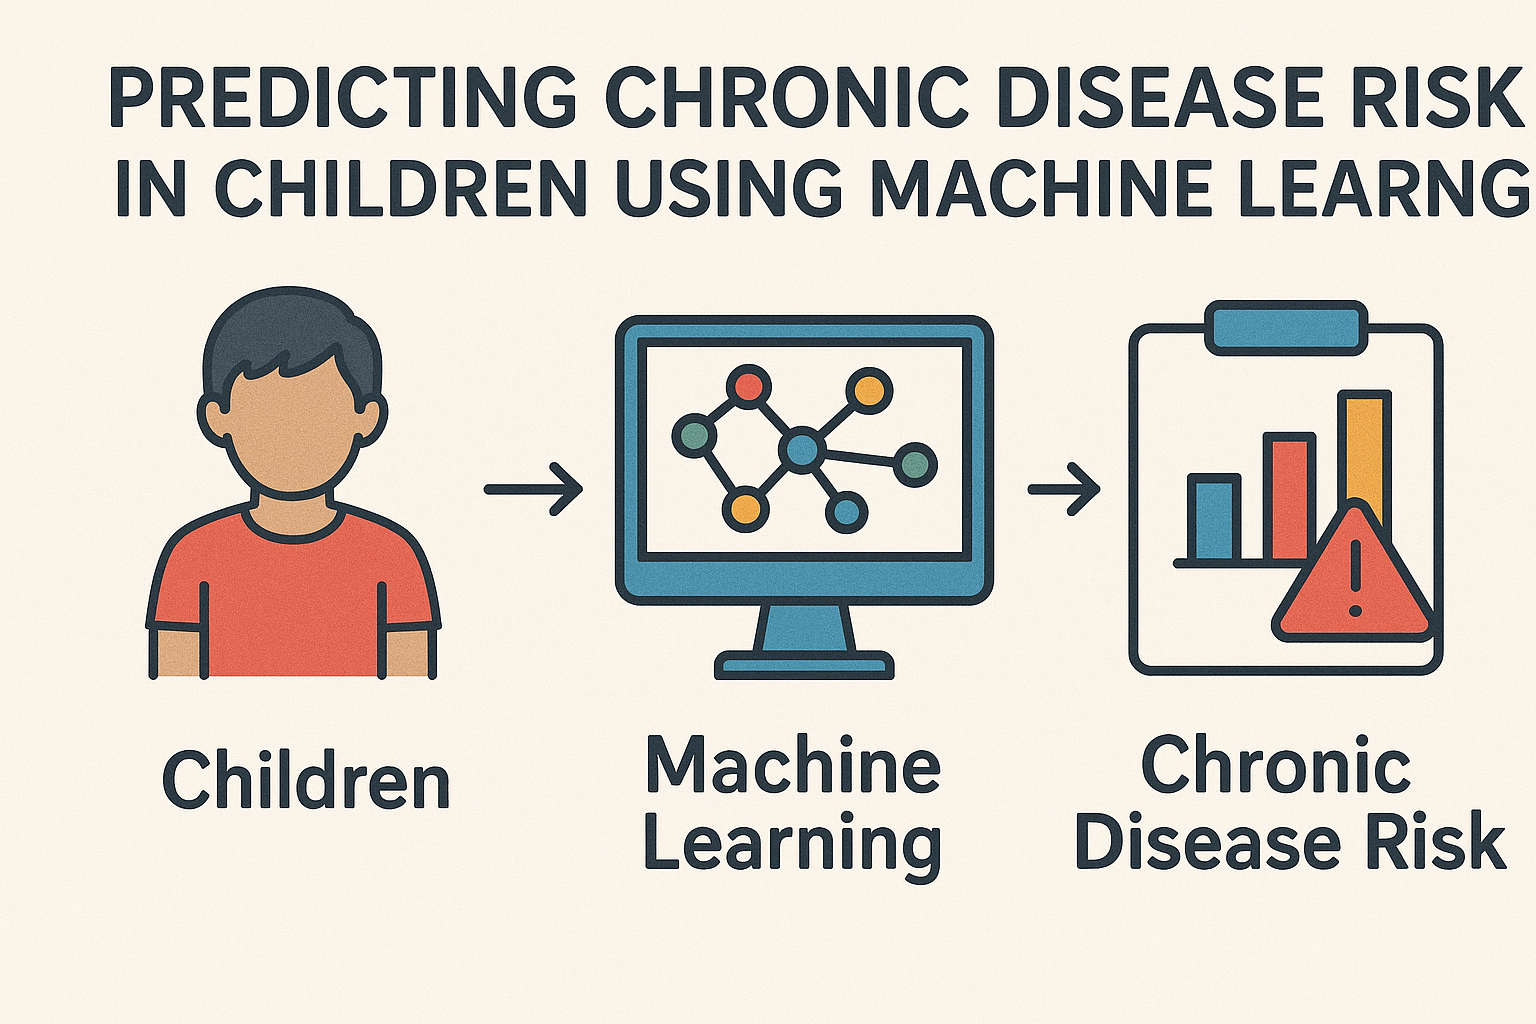 PREDICTING CHRONIC DISEASE RISK
IN CHILDREN USING MACHINE LEARNG
Children
Machine
Learning
Chronic
Disease Risk